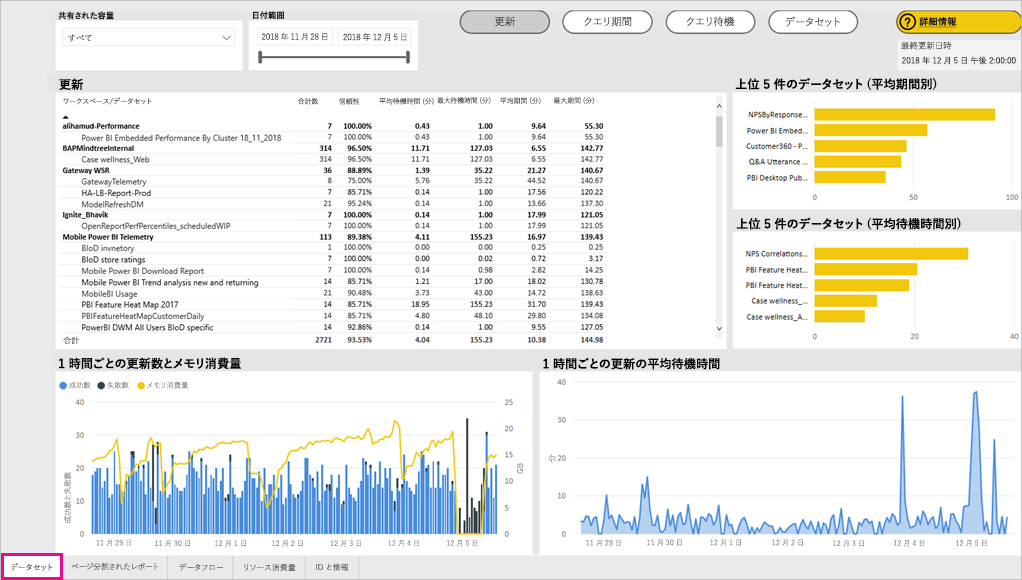 共有された容量
すべて
日付範囲
2018 年 11 月 28 日 2018 年 12 月 5 日
更新 クエリ期間 クエリ待機 データセット
? 詳細情報
最終更新日時
2018 年 12 月 5 日 午後 2:00:00
更新
ワークスペース/データセット 合計数 信頼性 平均待機時間 (分) 最大待機時間 (分) 平均期間 (分) 最大期間 (分)
alihamud-Performance 7 100.00% 0.43 1.00 9.64 55.30
Power BI Embedded Performance By Cluster 18_11_2018 7 100.00% 0.43 1.00 9.64 55.30
BAPMindtreeInternal 314 96.50% 11.71 127.03 6.55 142.77
Case wellness_Web 314 96.50% 11.71 127.03 6.55 142.77
Gateway WSR 36 88.89% 1.39 35.22 21.27 140.67
GatewayTelemetry 8 75.00% 5.76 35.22 44.52 140.67
HA-LB-Report-Prod 7 85.71% 0.14 1.00 17.56 120.22
ModelRefreshDM 21 95.24% 0.14 1.00 13.66 137.30
Ignite_Bhavik 7 100.00% 0.14 1.00 17.99 121.05
OpenReportPerfPercentiles_scheduledWIP 7 100.00% 0.14 1.00 17.99 121.05
Mobile Power BI Telemetry 113 89.38% 4.11 155.23 16.97 139.43
BIoD invnetory 1 100.00% 0.00 0.00 0.25 0.25
BIoD store ratings 7 100.00% 0.00 0.02 0.72 3.17
Mobile Power BI Download Report 7 100.00% 0.14 0.98 2.82 14.25
Mobile Power BI Trend analysis new and returning 14 85.71% 1.21 17.00 18.02 130.78
MobileBI Usage 21 90.48% 3.73 43.00 14.72 138.63
PBI Feature Heat Map 2017 14 85.71% 18.95 155.23 31.70 139.43
PBIFeatureHeatMapCustomerDaily 14 85.71% 4.80 48.10 29.80 134.08
PowerBI DWM All Users BIoD specific 14 92.86% 0.14 1.00 9.55 127.05
合計 2721 93.53% 4.04 155.23 10.38 144.98
上位 5 件のデータセット (平均期間別)
NPSByResponse...
Power BI Embed...
Customer360 - P...
Q&A Utterance ...
PBI Desktop Pub...
0 50 100
上位 5 件のデータセット (平均待機時間別)
NPS Correlations...
PBI Feature Heat...
PBI Feature Heat...
Case wellness_...
Case wellness_A...
0 20 40
1 時間ごとの更新数とメモリ消費量
成功数 失敗数 メモリ消費量
成功数と失敗数
40
30
20
10
0
25
20
15
10
5
0
GB
11 月 29 日 11 月 30 日 12 月 1 日 12 月 2 日 12 月 3 日 12 月 4 日 12 月 5 日
1 時間ごとの更新の平均待機時間
分
40
30
20
10
0
11 月 29 日 11 月 30 日 12 月 1 日 12 月 2 日 12 月 3 日 12 月 4 日 12 月 5 日
データセット ページ分割されたレポート データフロー リソース消費量 ID と情報